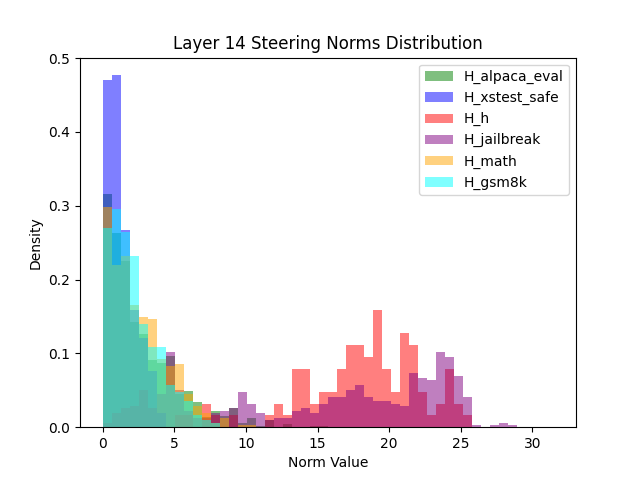 Layer 14 Steering Norms Distribution
H_alpaca_eval
H_xstest_safe
H_h
H_jailbreak
H_math
H_gsm8k
0.5
0.4
0.3
0.2
0.1
0.0
Density
0 5 10 15 20 25 30
Norm Value